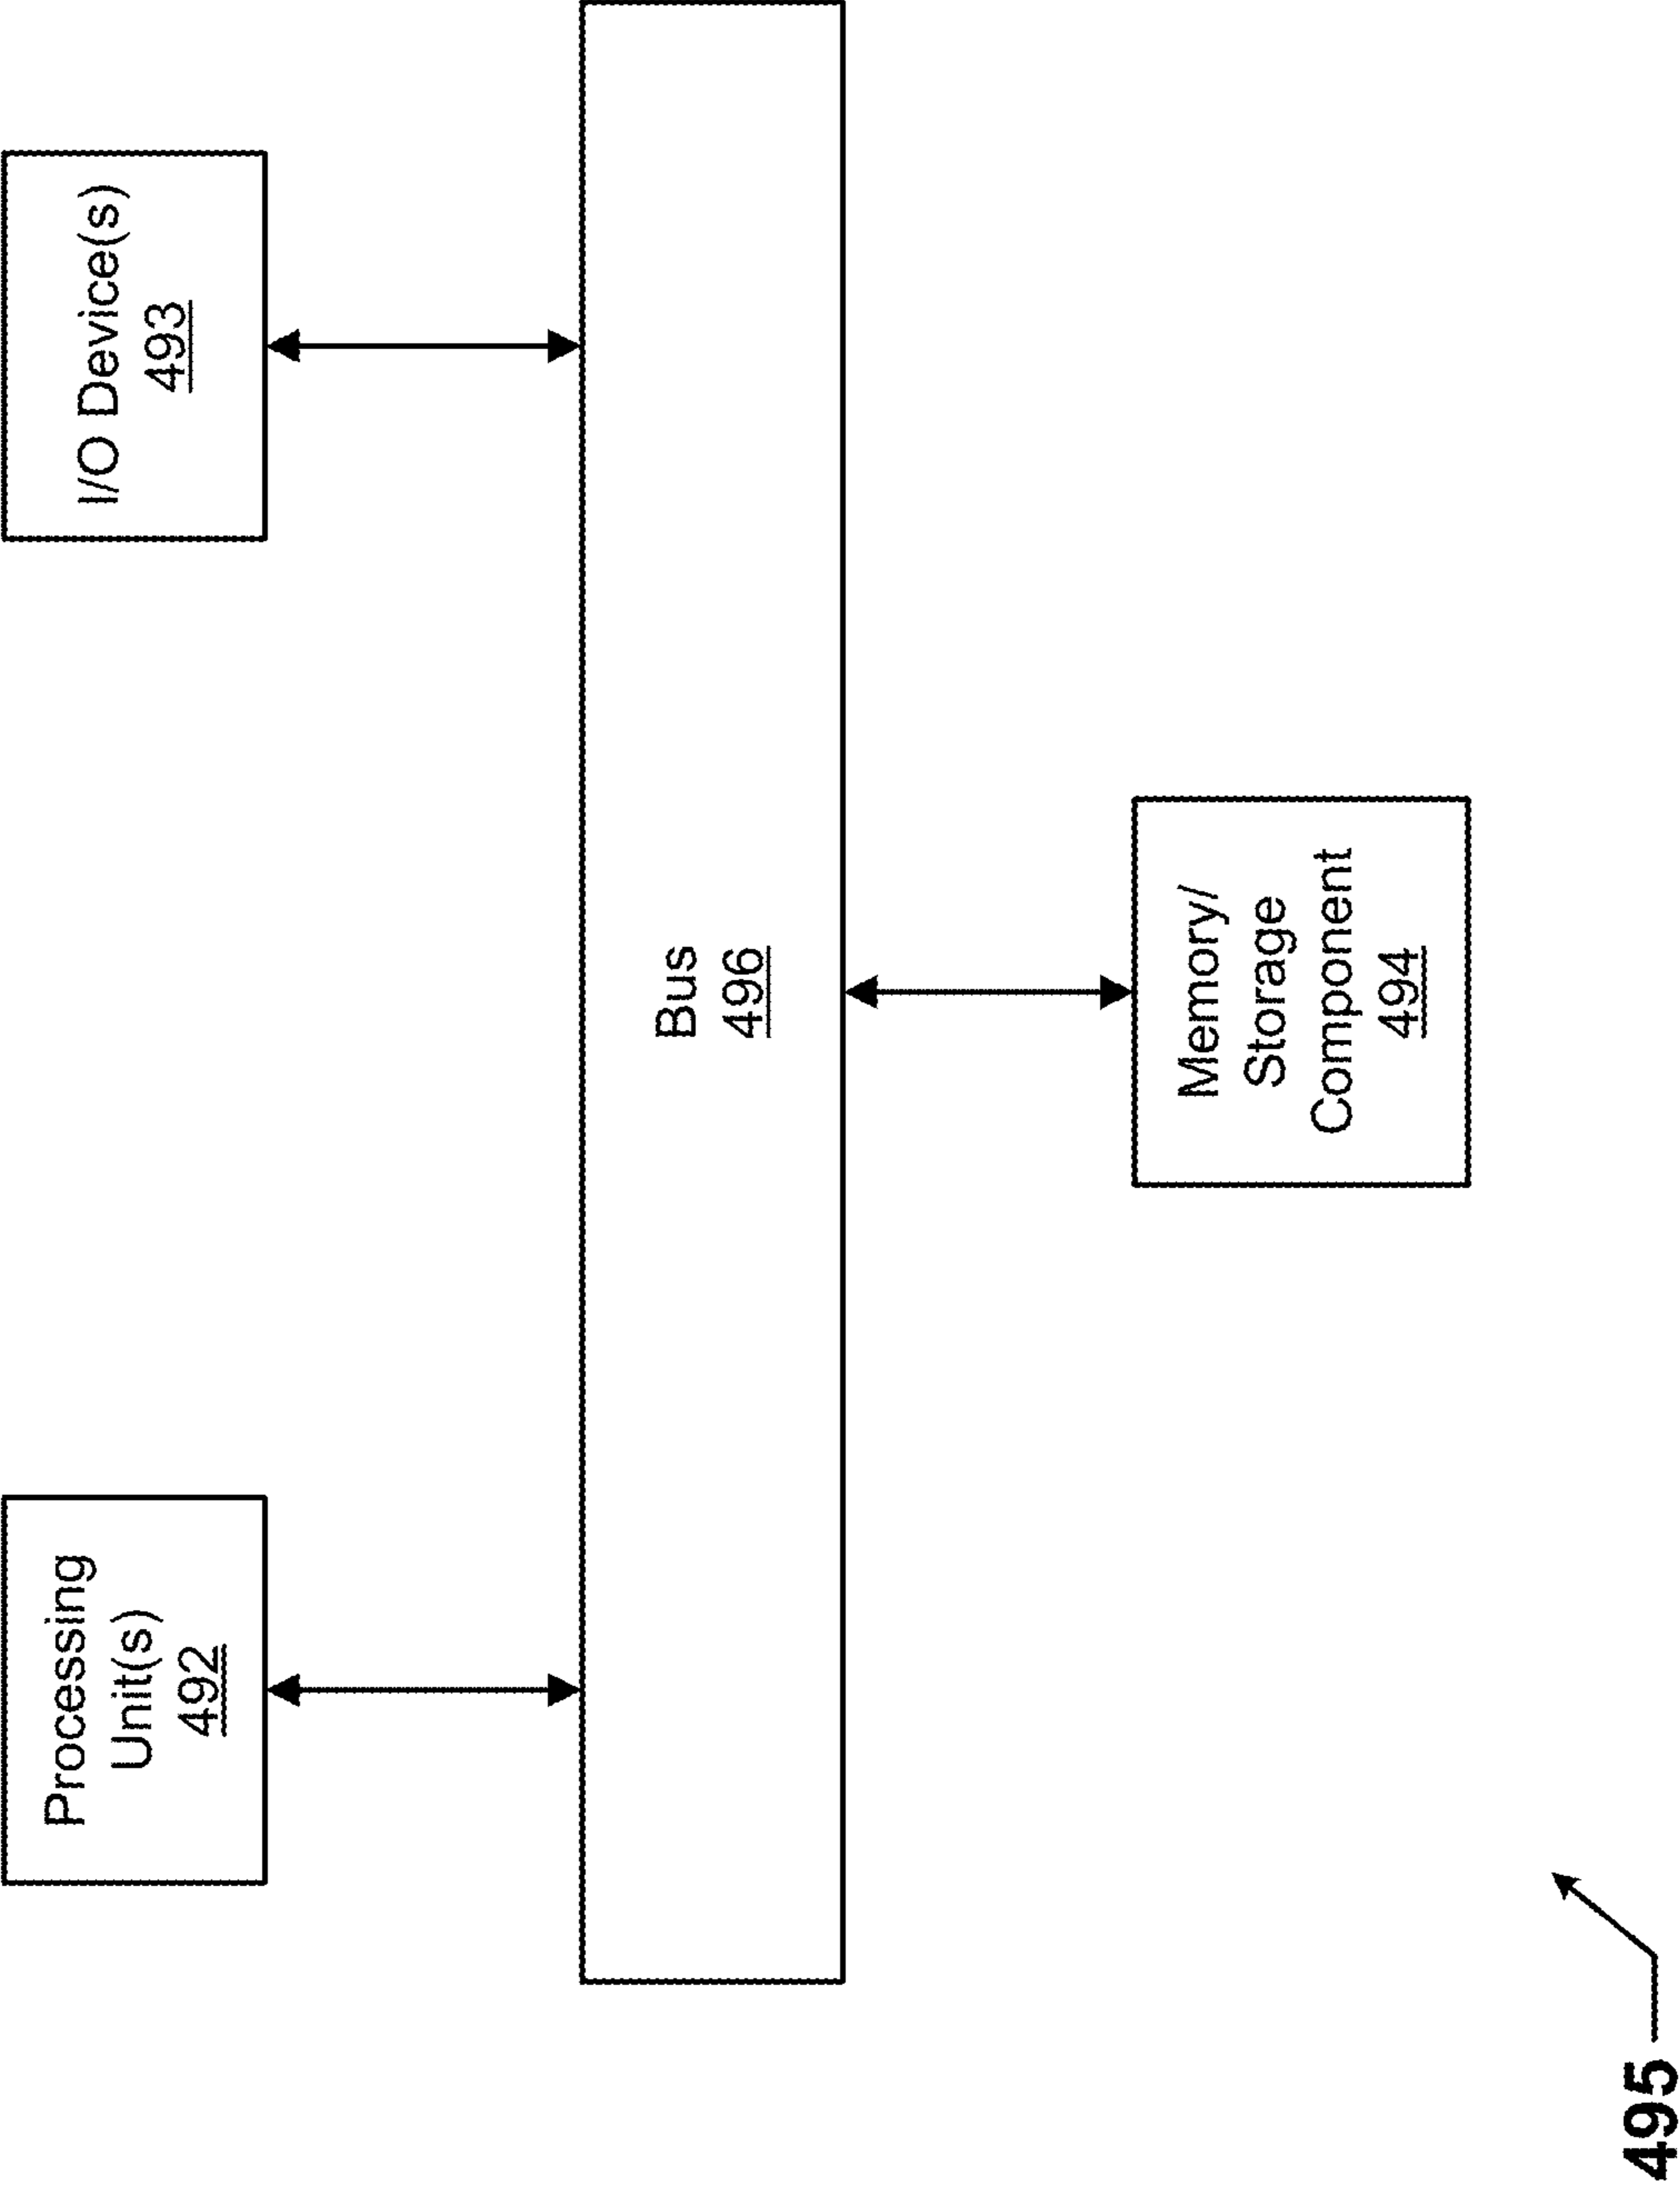 Processing
Unit(s)
492
I/O Device(s)
493
Bus
496
Memory/
Storage
Component
494
495